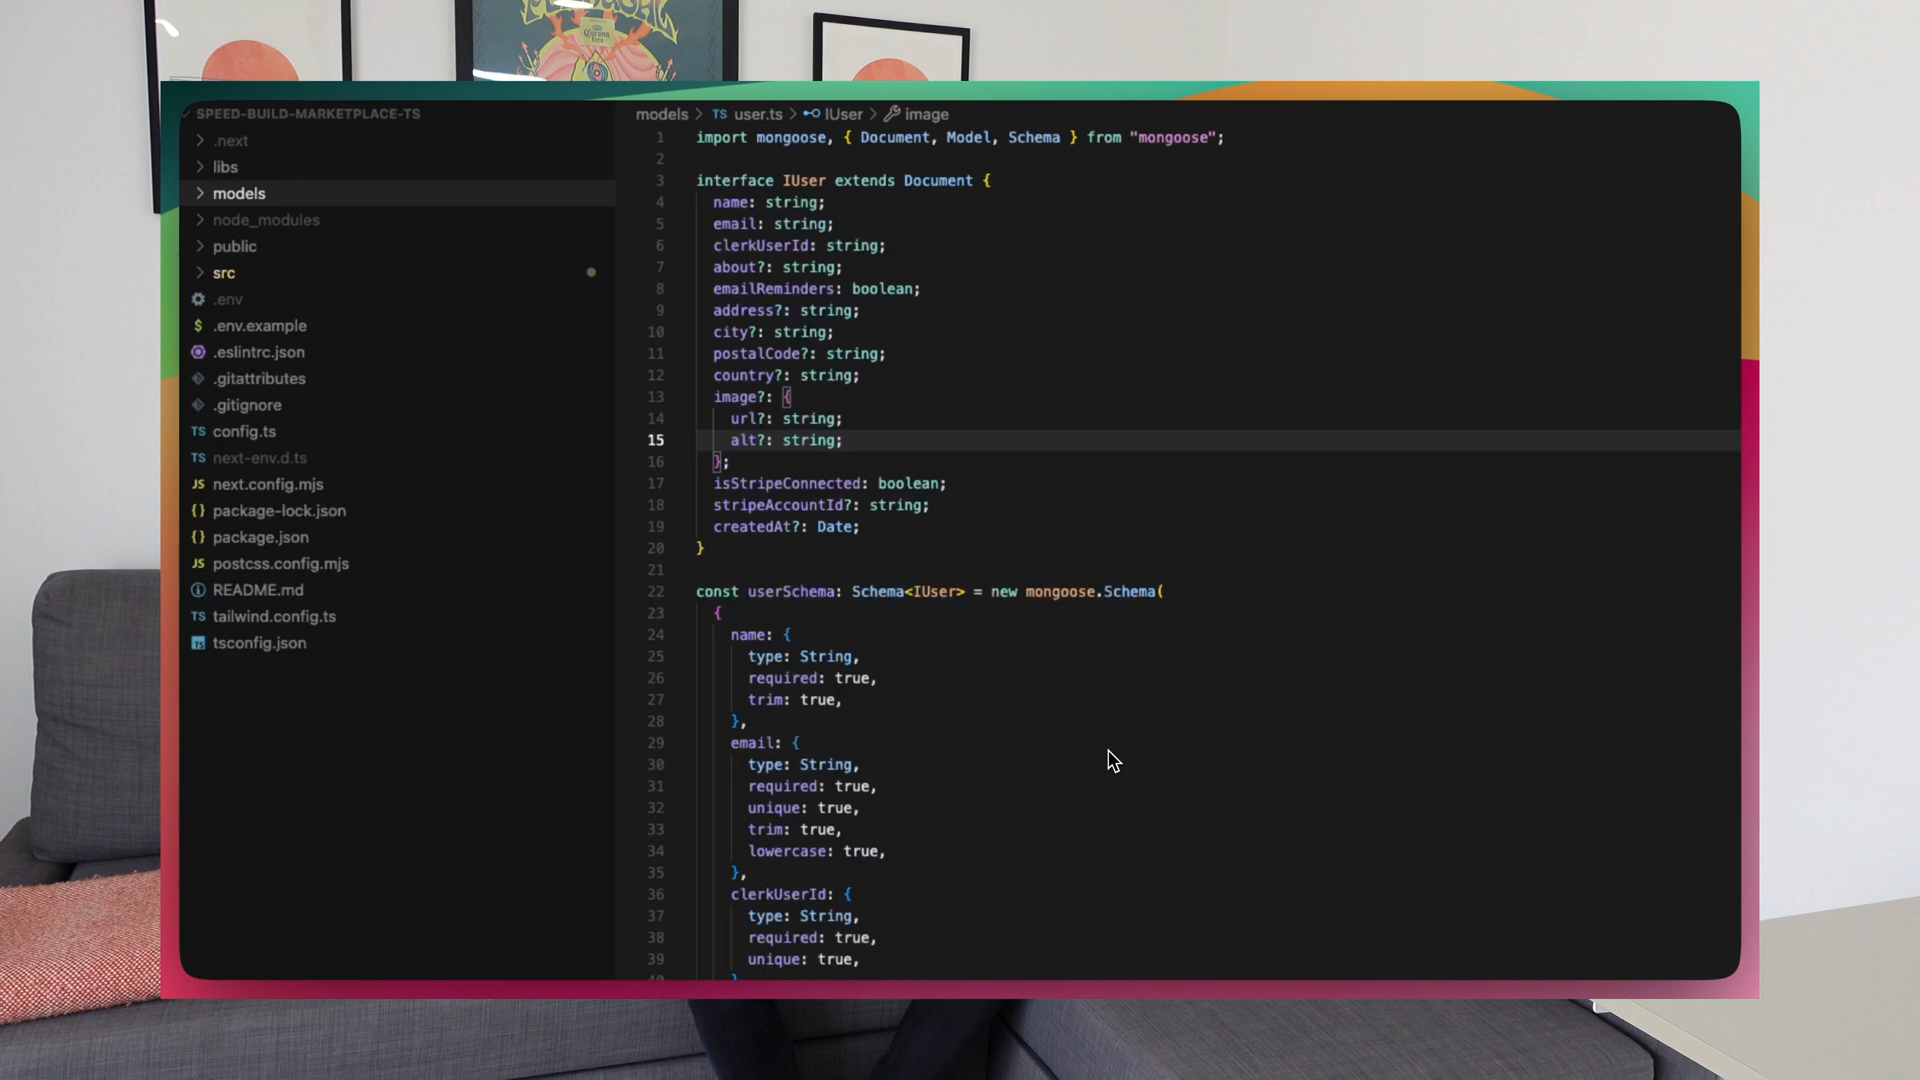 Corona
Extra
SPEED-BUILD-MARKETPLACE-TS
.next
libs
models
node_modules
public
src
.env
$ .env.example
.eslintrc.json
.gitattributes
.gitignore
TS config.ts
TS next-env.d.ts
JS next.config.mjs
{} package-lock.json
{} package.json
JS postcss.config.mjs
README.md
TS tailwind.config.ts
TS tsconfig.json
models > TS user.ts > IUser > image
1 import mongoose, { Document, Model, Schema } from "mongoose";
2
3 interface IUser extends Document {
4 name: string;
5 email: string;
6 clerkUserId: string;
7 about?: string;
8 emailReminders: boolean;
9 address?: string;
10 city?: string;
11 postalCode?: string;
12 country?: string;
13 image?: {
14 url?: string;
15 alt?: string;
16 };
17 isStripeConnected: boolean;
18 stripeAccountId?: string;
19 createdAt?: Date;
20 }
21
22 const userSchema: Schema<IUser> = new mongoose.Schema(
23 {
24 name: {
25 type: String,
26 required: true,
27 trim: true,
28 },
29 email: {
30 type: String,
31 required: true,
32 unique: true,
33 trim: true,
34 lowercase: true,
35 },
36 clerkUserId: {
37 type: String,
38 required: true,
39 unique: true,